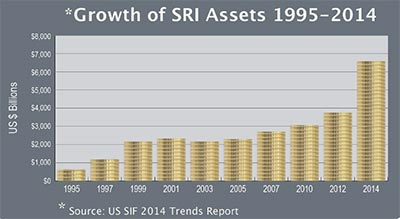 *Growth of SRI Assets 1995-2014
$8,000
$7,000
$6,000
$5,000
$4,000
$3,000
$2,000
$1,000
$0
US $ Billions
1995 1997 1999 2001 2003 2005 2007 2010 2012 2014
* Source: US SIF 2014 Trends Report